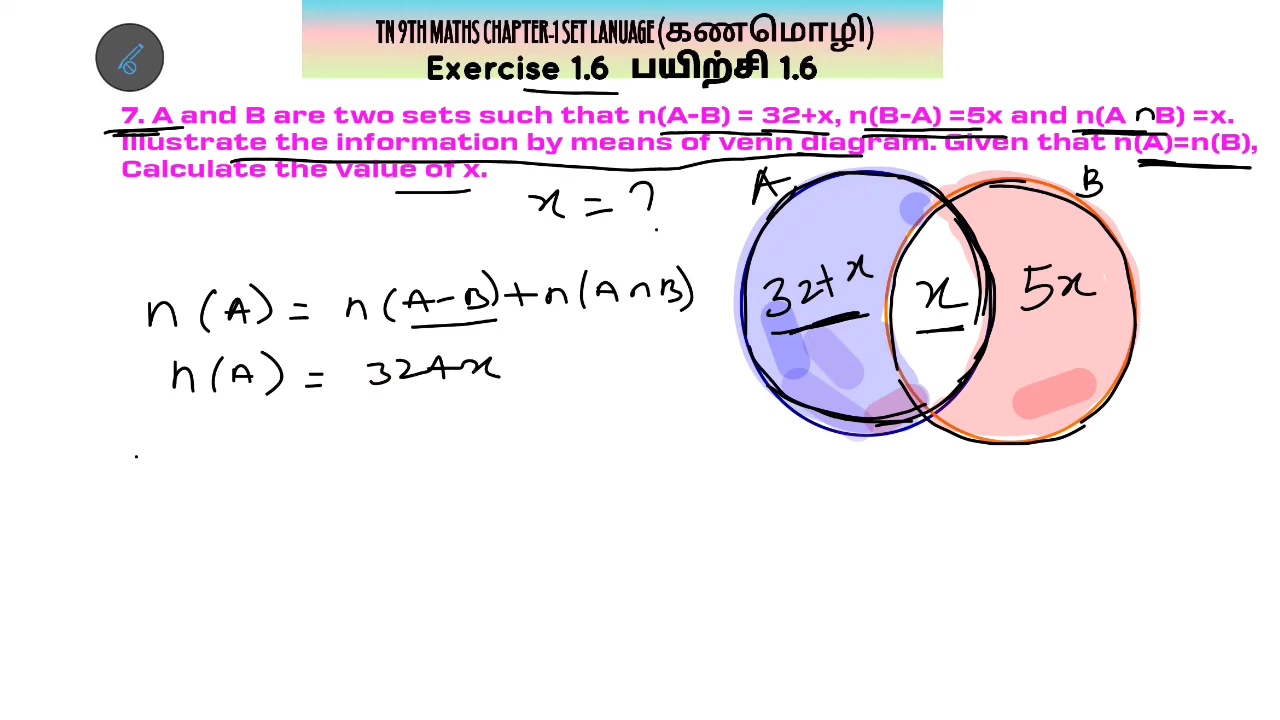 TN 9TH MATHS CHAPTER-1 SET LANUAGE (கணமொழி)
Exercise 1.6 பயிற்சி 1.6
7. A and B are two sets such that n(A-B) = 32+x, n(B-A) =5x and n(A ∩B) =x.
Illustrate the information by means of venn diagram. Given that n(A)=n(B),
Calculate the value of x.
x = ?
A
B
32+x
x
5x
n (A) = n (A-B) + n (A∩B)
n (A) = 32+x